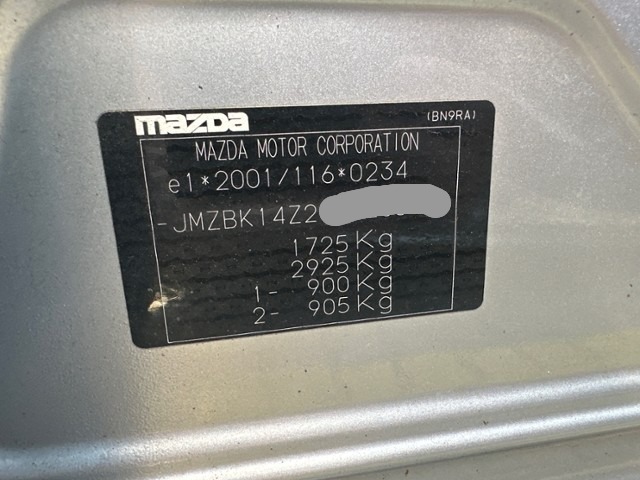 mazda
(BN9RA)
MAZDA MOTOR CORPORATION
e1*2001/116*0234
-JMZBK14Z2
1725 Kg
2925 Kg
1- 900 Kg
2- 905 Kg